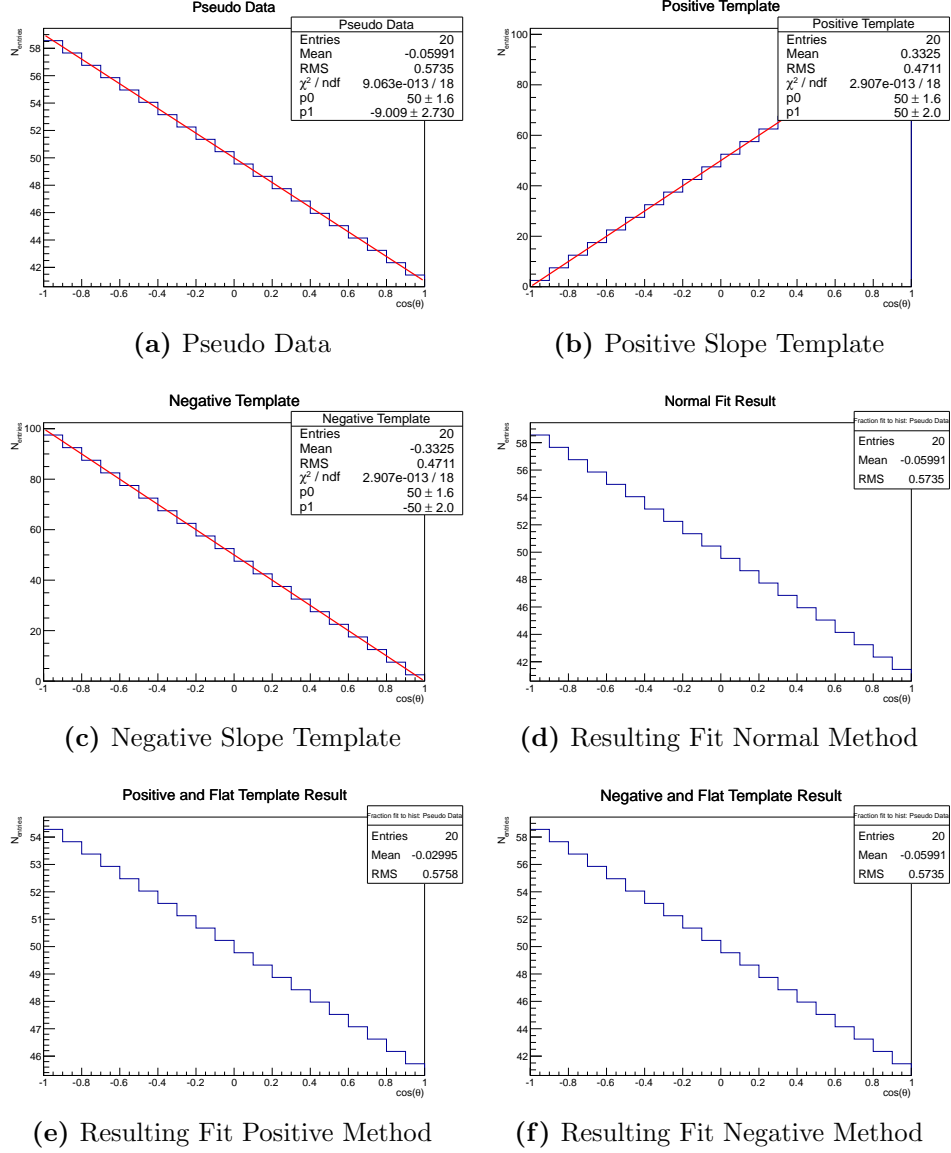 Pseudo Data
N_entries
Pseudo Data
Entries 20
Mean -0.05991
RMS 0.5735
χ² / ndf 9.063e-013 / 18
p0 50 ± 1.6
p1 -9.009 ± 2.730
58
56
54
52
50
48
46
44
42
-1 -0.8 -0.6 -0.4 -0.2 0 0.2 0.4 0.6 0.8 1
cos(θ)
(a) Pseudo Data
Positive Template
N_entries
Positive Template
Entries 20
Mean 0.3325
RMS 0.4711
χ² / ndf 2.907e-013 / 18
p0 50 ± 1.6
p1 50 ± 2.0
100
80
60
40
20
0
-1 -0.8 -0.6 -0.4 -0.2 0 0.2 0.4 0.6 0.8 1
cos(θ)
(b) Positive Slope Template
Negative Template
N_entries
Negative Template
Entries 20
Mean -0.3325
RMS 0.4711
χ² / ndf 2.907e-013 / 18
p0 50 ± 1.6
p1 -50 ± 2.0
100
80
60
40
20
0
-1 -0.8 -0.6 -0.4 -0.2 0 0.2 0.4 0.6 0.8 1
cos(θ)
(c) Negative Slope Template
Normal Fit Result
N_entries
Fraction fit to hist: Pseudo Data
Entries 20
Mean -0.05991
RMS 0.5735
58
56
54
52
50
48
46
44
42
-1 -0.8 -0.6 -0.4 -0.2 0 0.2 0.4 0.6 0.8 1
cos(θ)
(d) Resulting Fit Normal Method
Positive and Flat Template Result
N_entries
Fraction fit to hist: Pseudo Data
Entries 20
Mean -0.02995
RMS 0.5758
54
53
52
51
50
49
48
47
46
-1 -0.8 -0.6 -0.4 -0.2 0 0.2 0.4 0.6 0.8 1
cos(θ)
(e) Resulting Fit Positive Method
Negative and Flat Template Result
N_entries
Fraction fit to hist: Pseudo Data
Entries 20
Mean -0.05991
RMS 0.5735
58
56
54
52
50
48
46
44
42
-1 -0.8 -0.6 -0.4 -0.2 0 0.2 0.4 0.6 0.8 1
cos(θ)
(f) Resulting Fit Negative Method